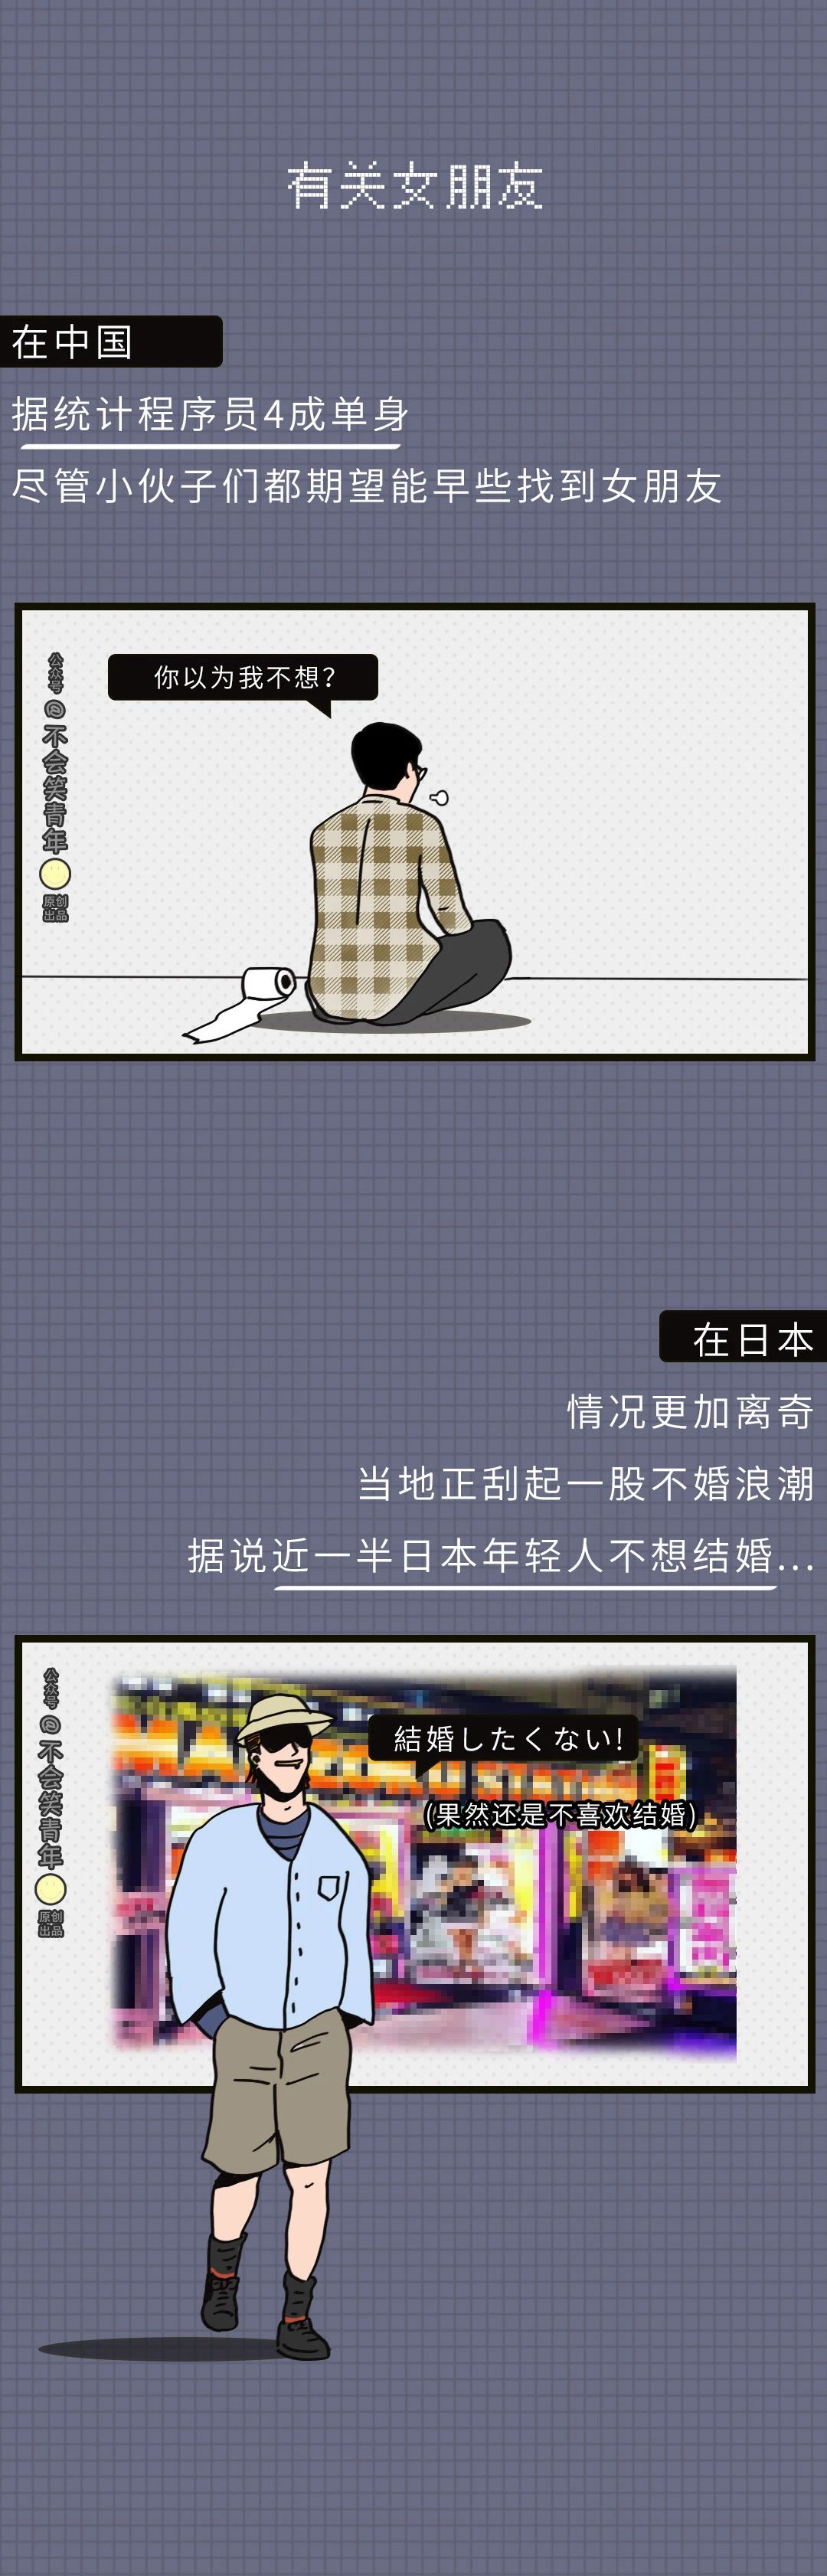 有关女朋友
在中国
据统计程序员4成单身
尽管小伙子们都期望能早些找到女朋友
公众号
@不会笑青年
原创
出品
你以为我不想?
在日本
情况更加离奇
当地正刮起一股不婚浪潮
据说近一半日本年轻人不想结婚...
公众号
@不会笑青年
原创
出品
結婚したくない!
(果然还是不喜欢结婚)